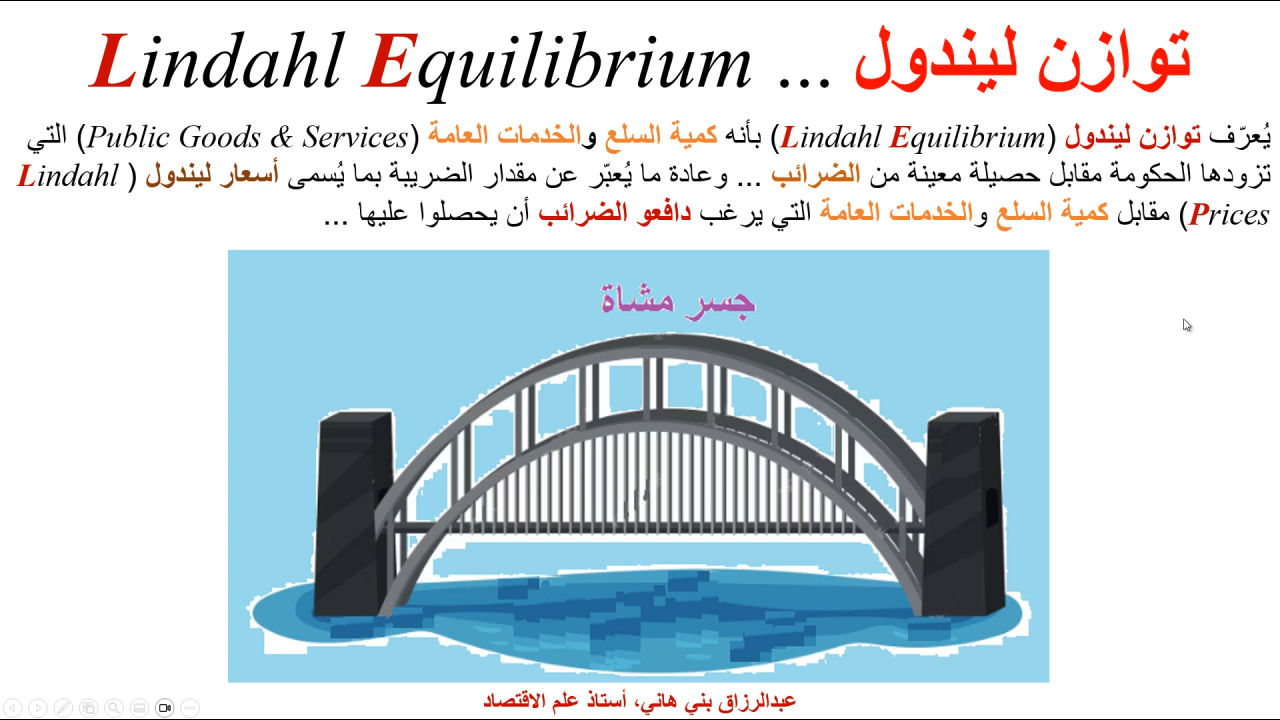 توازن ليندول ... Lindahl Equilibrium
يُعرّف توازن ليندول (Lindahl Equilibrium) بأنه كمية السلع والخدمات العامة (Public Goods & Services) التي
تزودها الحكومة مقابل حصيلة معينة من الضرائب ... وعادة ما يُعبّر عن مقدار الضريبة بما يُسمى أسعار ليندول (Lindahl
Prices) مقابل كمية السلع والخدمات العامة التي يرغب دافعو الضرائب أن يحصلوا عليها ...
جسر مشاة
عبدالرزاق بني هاني، أستاذ علم الاقتصاد